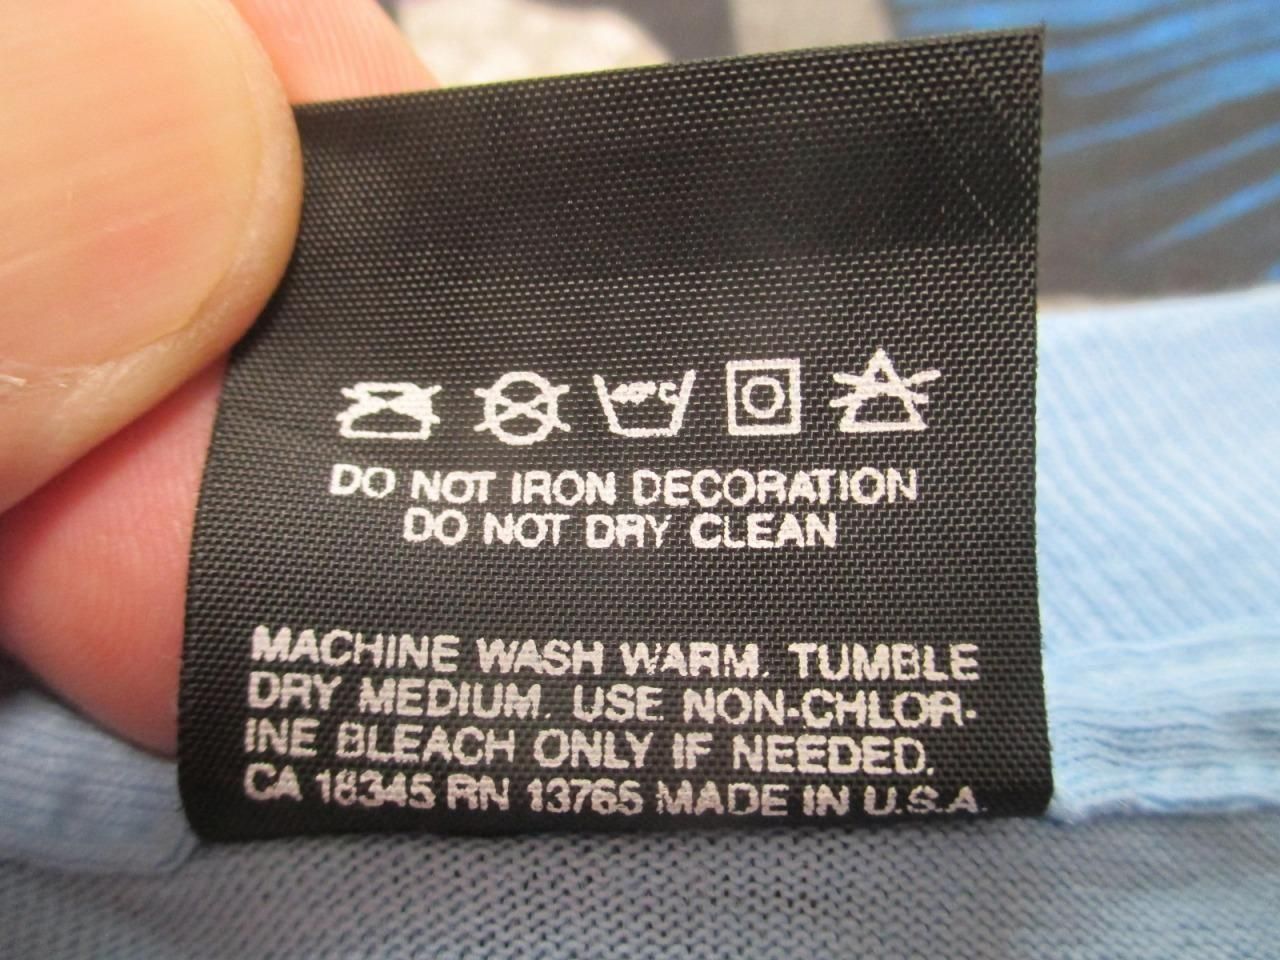 DO NOT IRON DECORATION
DO NOT DRY CLEAN
MACHINE WASH WARM. TUMBLE
DRY MEDIUM. USE NON-CHLOR-
INE BLEACH ONLY IF NEEDED.
CA 18345 RN 13765 MADE IN U.S.A.